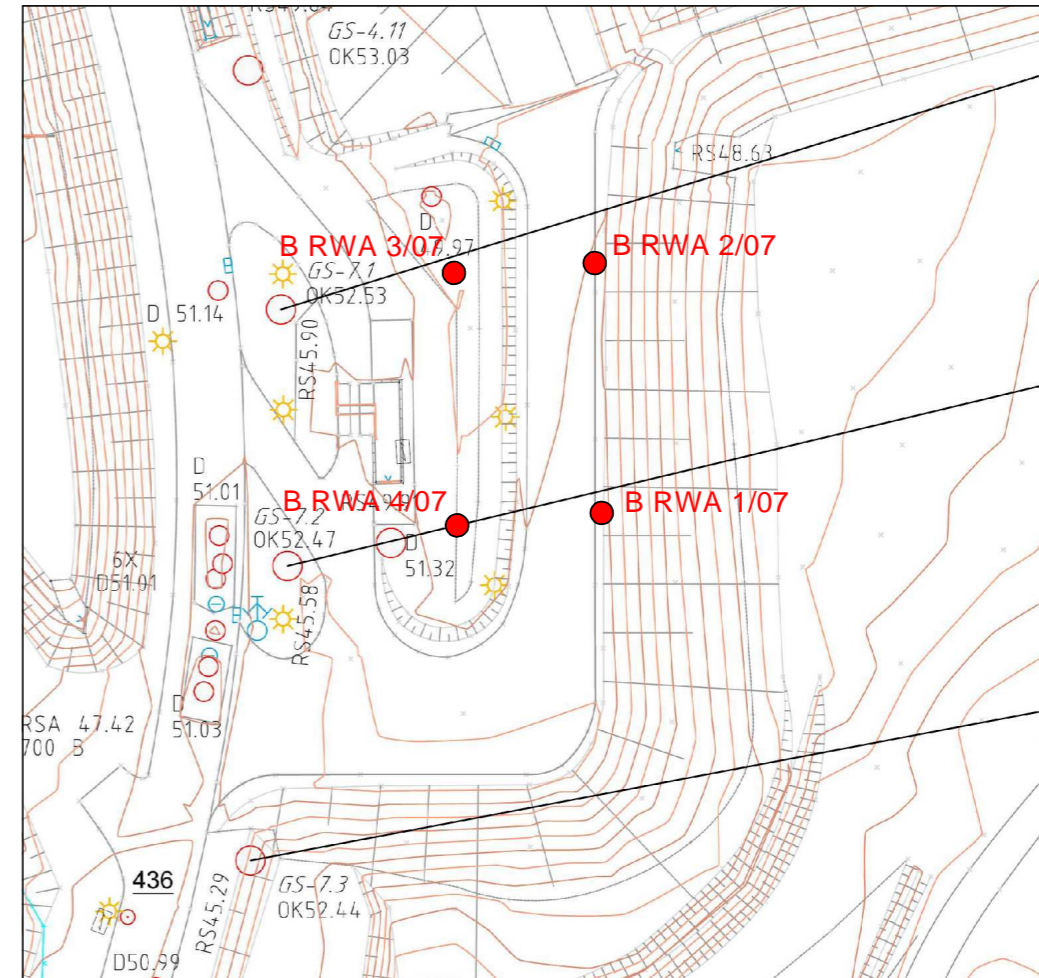 GS-4.11
OK53.03
RS48.63
B RWA 3/07
B RWA 2/07
D
GS-7.1
OK52.53
D 51.14
RS45.90
D
51.01
B RWA 4/07
B RWA 1/07
GS-7.2
OK52.47
D
51.32
6X
D51.01
RS45.58
D
51.03
RSA 47.42
700 B
436
GS-7.3
OK52.44
RS45.29
D50.99